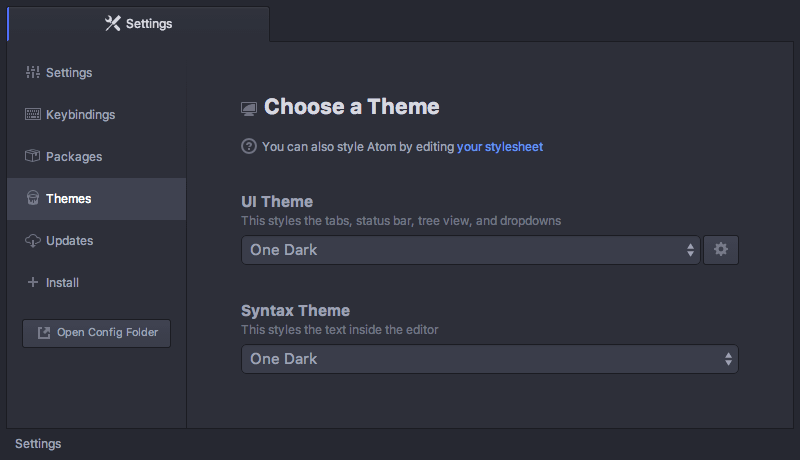 Settings
Settings
Keybindings
Packages
Themes
Updates
Install
Open Config Folder
Choose a Theme
You can also style Atom by editing your stylesheet
UI Theme
This styles the tabs, status bar, tree view, and dropdowns
One Dark
Syntax Theme
This styles the text inside the editor
One Dark
Settings